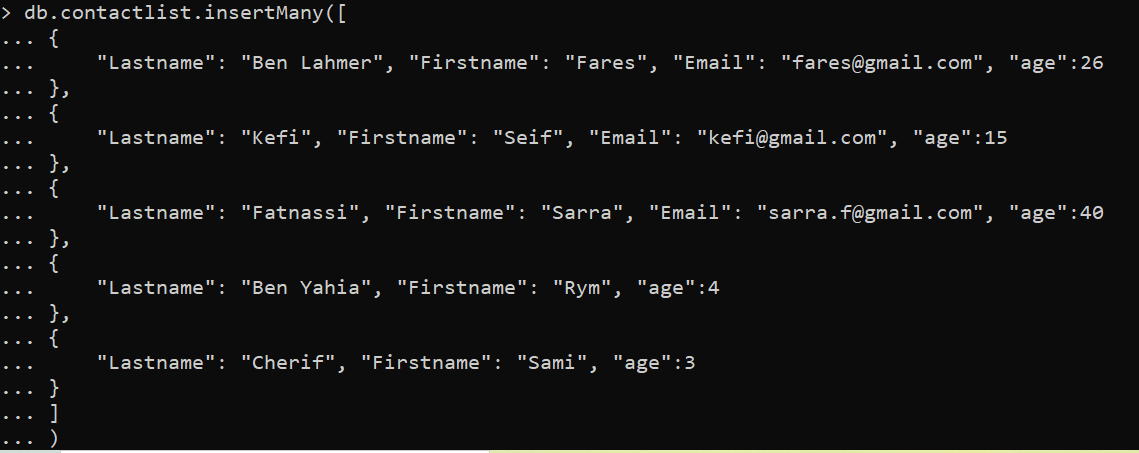 > db.contactlist.insertMany([
... {
...     "Lastname": "Ben Lahmer", "Firstname": "Fares", "Email": "fares@gmail.com", "age":26
... },
... {
...     "Lastname": "Kefi", "Firstname": "Seif", "Email": "kefi@gmail.com", "age":15
... },
... {
...     "Lastname": "Fatnassi", "Firstname": "Sarra", "Email": "sarra.f@gmail.com", "age":40
... },
... {
...     "Lastname": "Ben Yahia", "Firstname": "Rym", "age":4
... },
... {
...     "Lastname": "Cherif", "Firstname": "Sami", "age":3
... }
... ]
... )